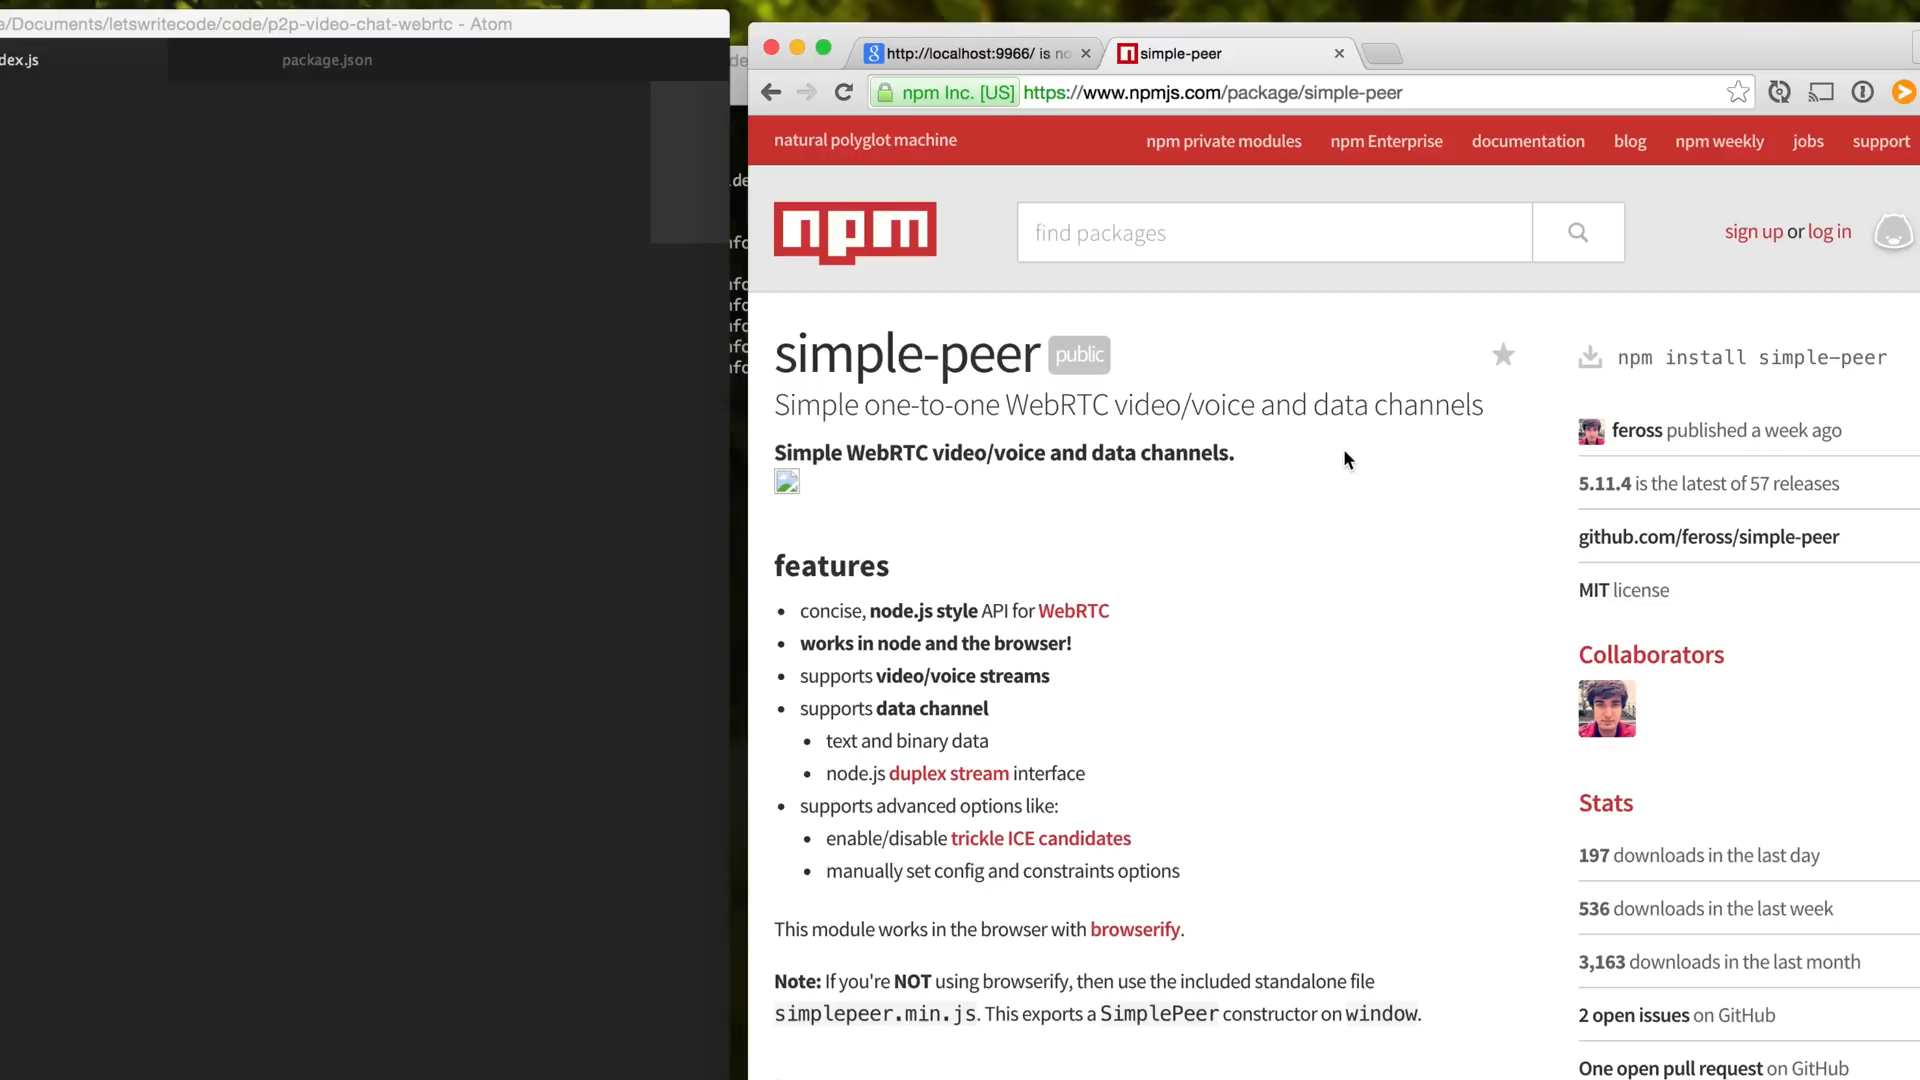 e/Documents/letswritecode/code/p2p-video-chat-webrtc - Atom
dex.js
package.json
http://localhost:9966/ is no
simple-peer
npm Inc. [US]
https://www.npmjs.com/package/simple-peer
natural polyglot machine
npm private modules
npm Enterprise
documentation
blog
npm weekly
jobs
support
npm
find packages
sign up or log in
simple-peer
public
npm install simple-peer
Simple one-to-one WebRTC video/voice and data channels
feross published a week ago
Simple WebRTC video/voice and data channels.
5.11.4 is the latest of 57 releases
github.com/feross/simple-peer
MIT license
features
• concise, node.js style API for WebRTC
• works in node and the browser!
• supports video/voice streams
• supports data channel
• text and binary data
• node.js duplex stream interface
• supports advanced options like:
• enable/disable trickle ICE candidates
• manually set config and constraints options
This module works in the browser with browserify.
Note: If you're NOT using browserify, then use the included standalone file
simplepeer.min.js. This exports a SimplePeer constructor on window.
Collaborators
Stats
197 downloads in the last day
536 downloads in the last week
3,163 downloads in the last month
2 open issues on GitHub
One open pull request on GitHub